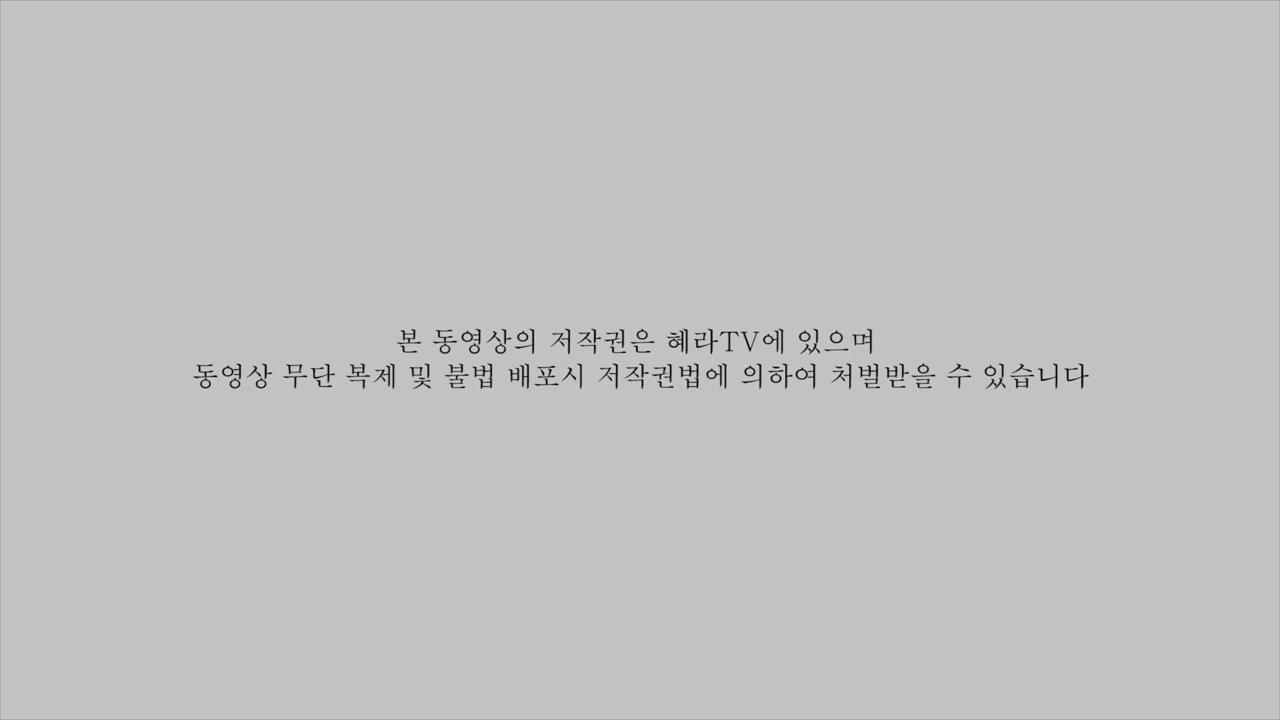 본 동영상의 저작권은 혜라TV에 있으며
동영상 무단 복제 및 불법 배포시 저작권법에 의하여 처벌받을 수 있습니다